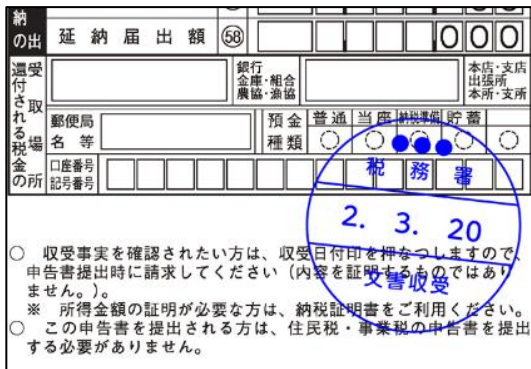 納
の出 延納届出額 58 000
還付される税金の受取場所
銀行
金庫・組合
農協・漁協
本店・支店
出張所
本所・支所
郵便局
名等
預金
種類
普通 当座 納税準備 貯蓄
口座番号
記号番号
税務署
2. 3. 20
文書収受
○ 収受事実を確認されたい方は、収受日付印を押なつしますので、
申告書提出時に請求してください（内容を証明するものではあり
ません。）。
※ 所得金額の証明が必要な方は、納税証明書をご利用ください。
○ この申告書を提出される方は、住民税・事業税の申告書を提出
する必要がありません。